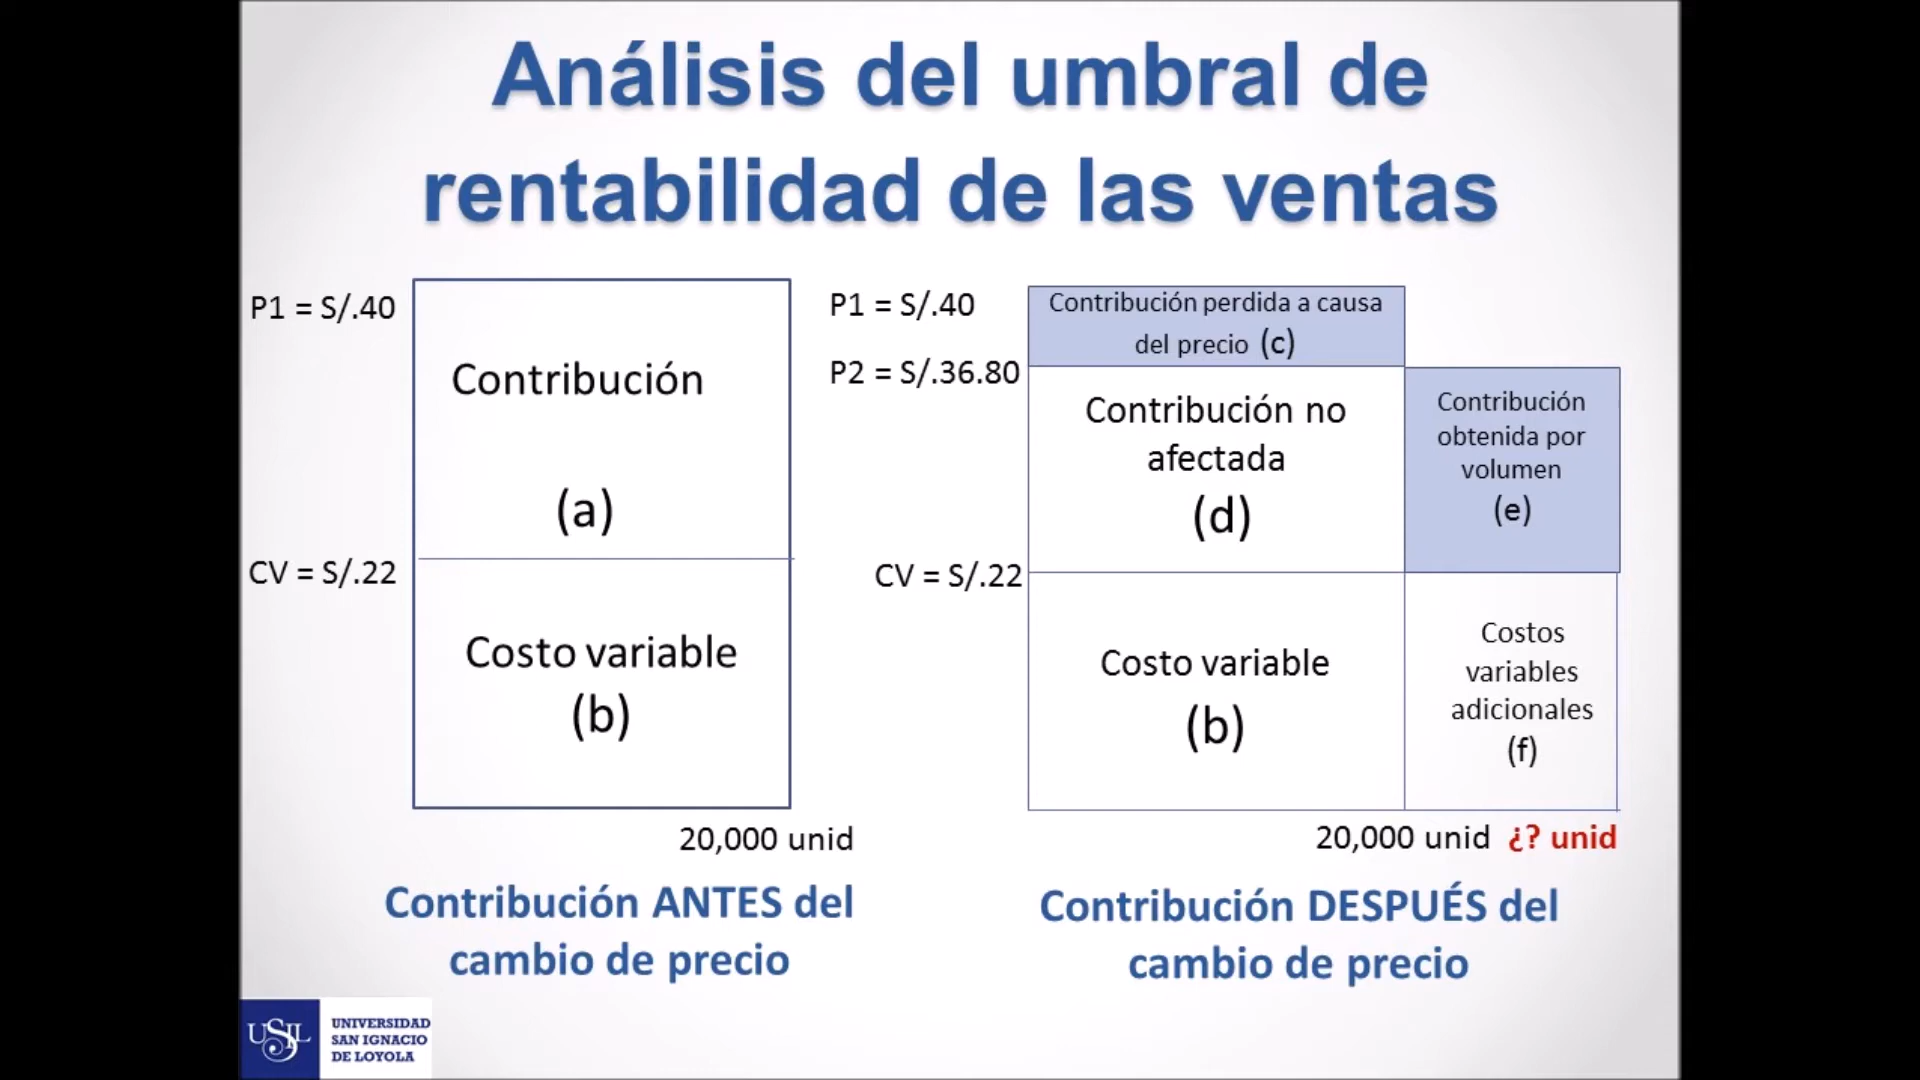 Análisis del umbral de
rentabilidad de las ventas
P1 = S/.40
Contribución
(a)
CV = S/.22
Costo variable
(b)
20,000 unid
Contribución ANTES del
cambio de precio
P1 = S/.40
Contribución perdida a causa
del precio (c)
P2 = S/.36.80
Contribución no
afectada
(d)
Contribución
obtenida por
volumen
(e)
CV = S/.22
Costo variable
(b)
Costos
variables
adicionales
(f)
20,000 unid ¿? unid
Contribución DESPUÉS del
cambio de precio
USIL
UNIVERSIDAD
SAN IGNACIO
DE LOYOLA